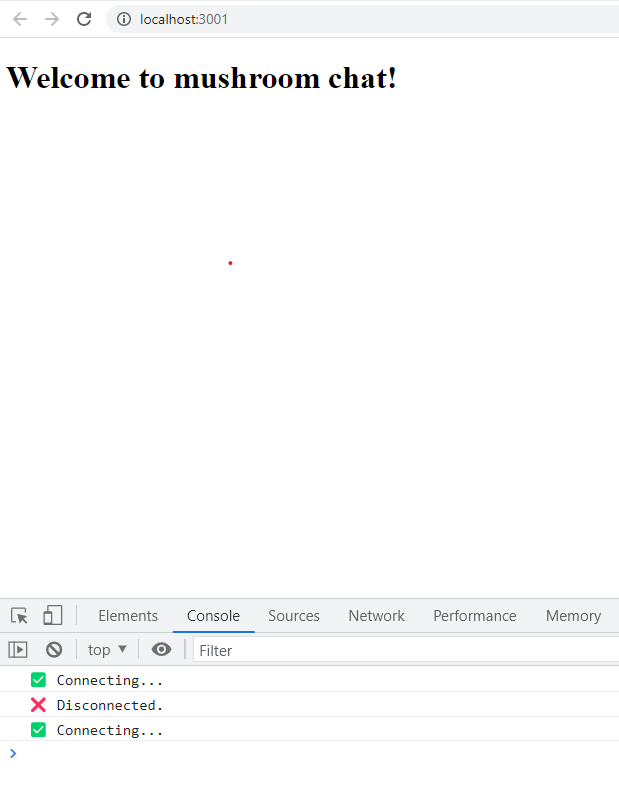 localhost:3001
Welcome to mushroom chat!
Elements Console Sources Network Performance Memory
top ▼ Filter
✅ Connecting...
❌ Disconnected.
✅ Connecting...